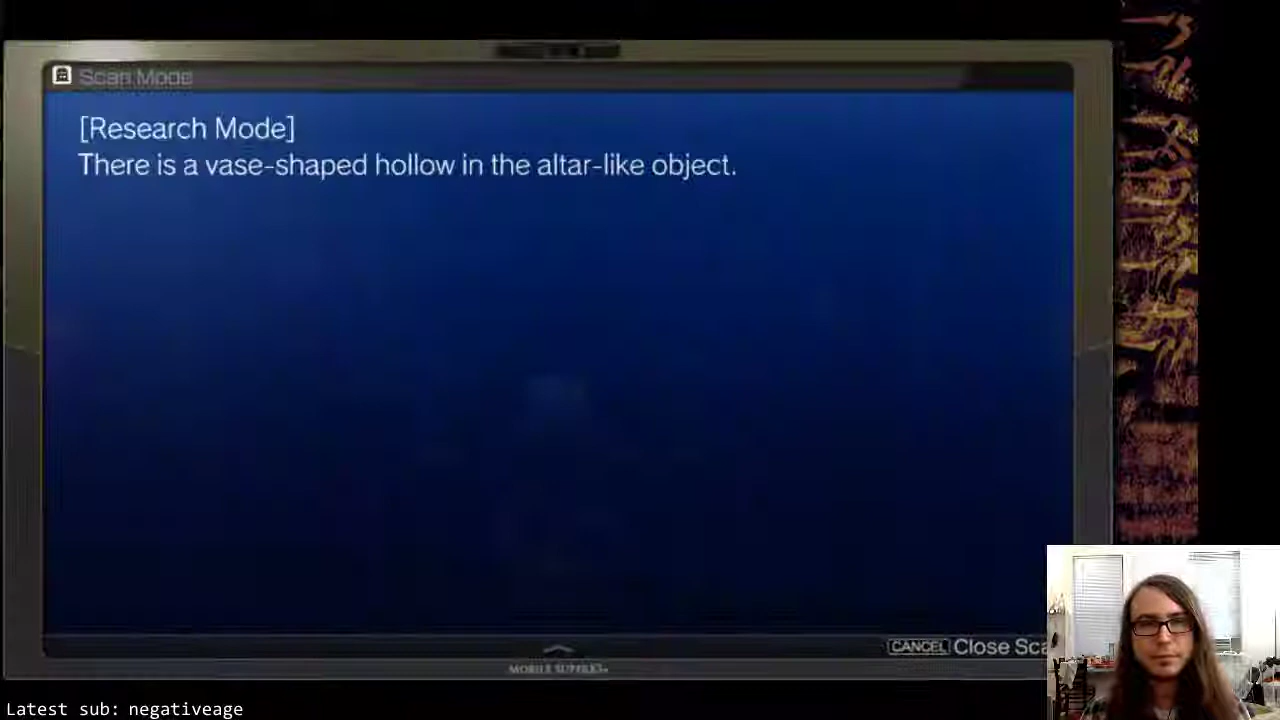 Scan Mode
[Research Mode]
There is a vase-shaped hollow in the altar-like object.
CANCEL Close Sca
Latest sub: negativeage